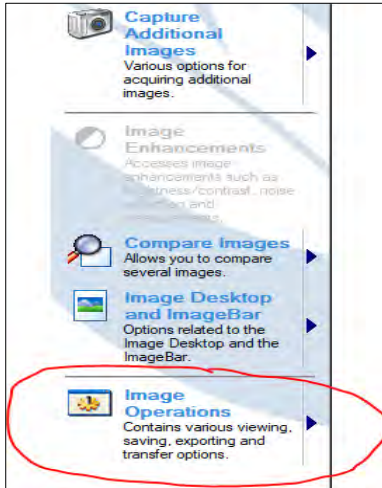 Capture
Additional
Images
Various options for
acquiring additional
images.
Image
Enhancements
Accesses image
enhancements such as
brightness/contrast, noise
and
Compare Images
Allows you to compare
several images.
Image Desktop
and ImageBar
Options related to the
Image Desktop and the
ImageBar.
Image
Operations
Contains various viewing,
saving, exporting and
transfer options.